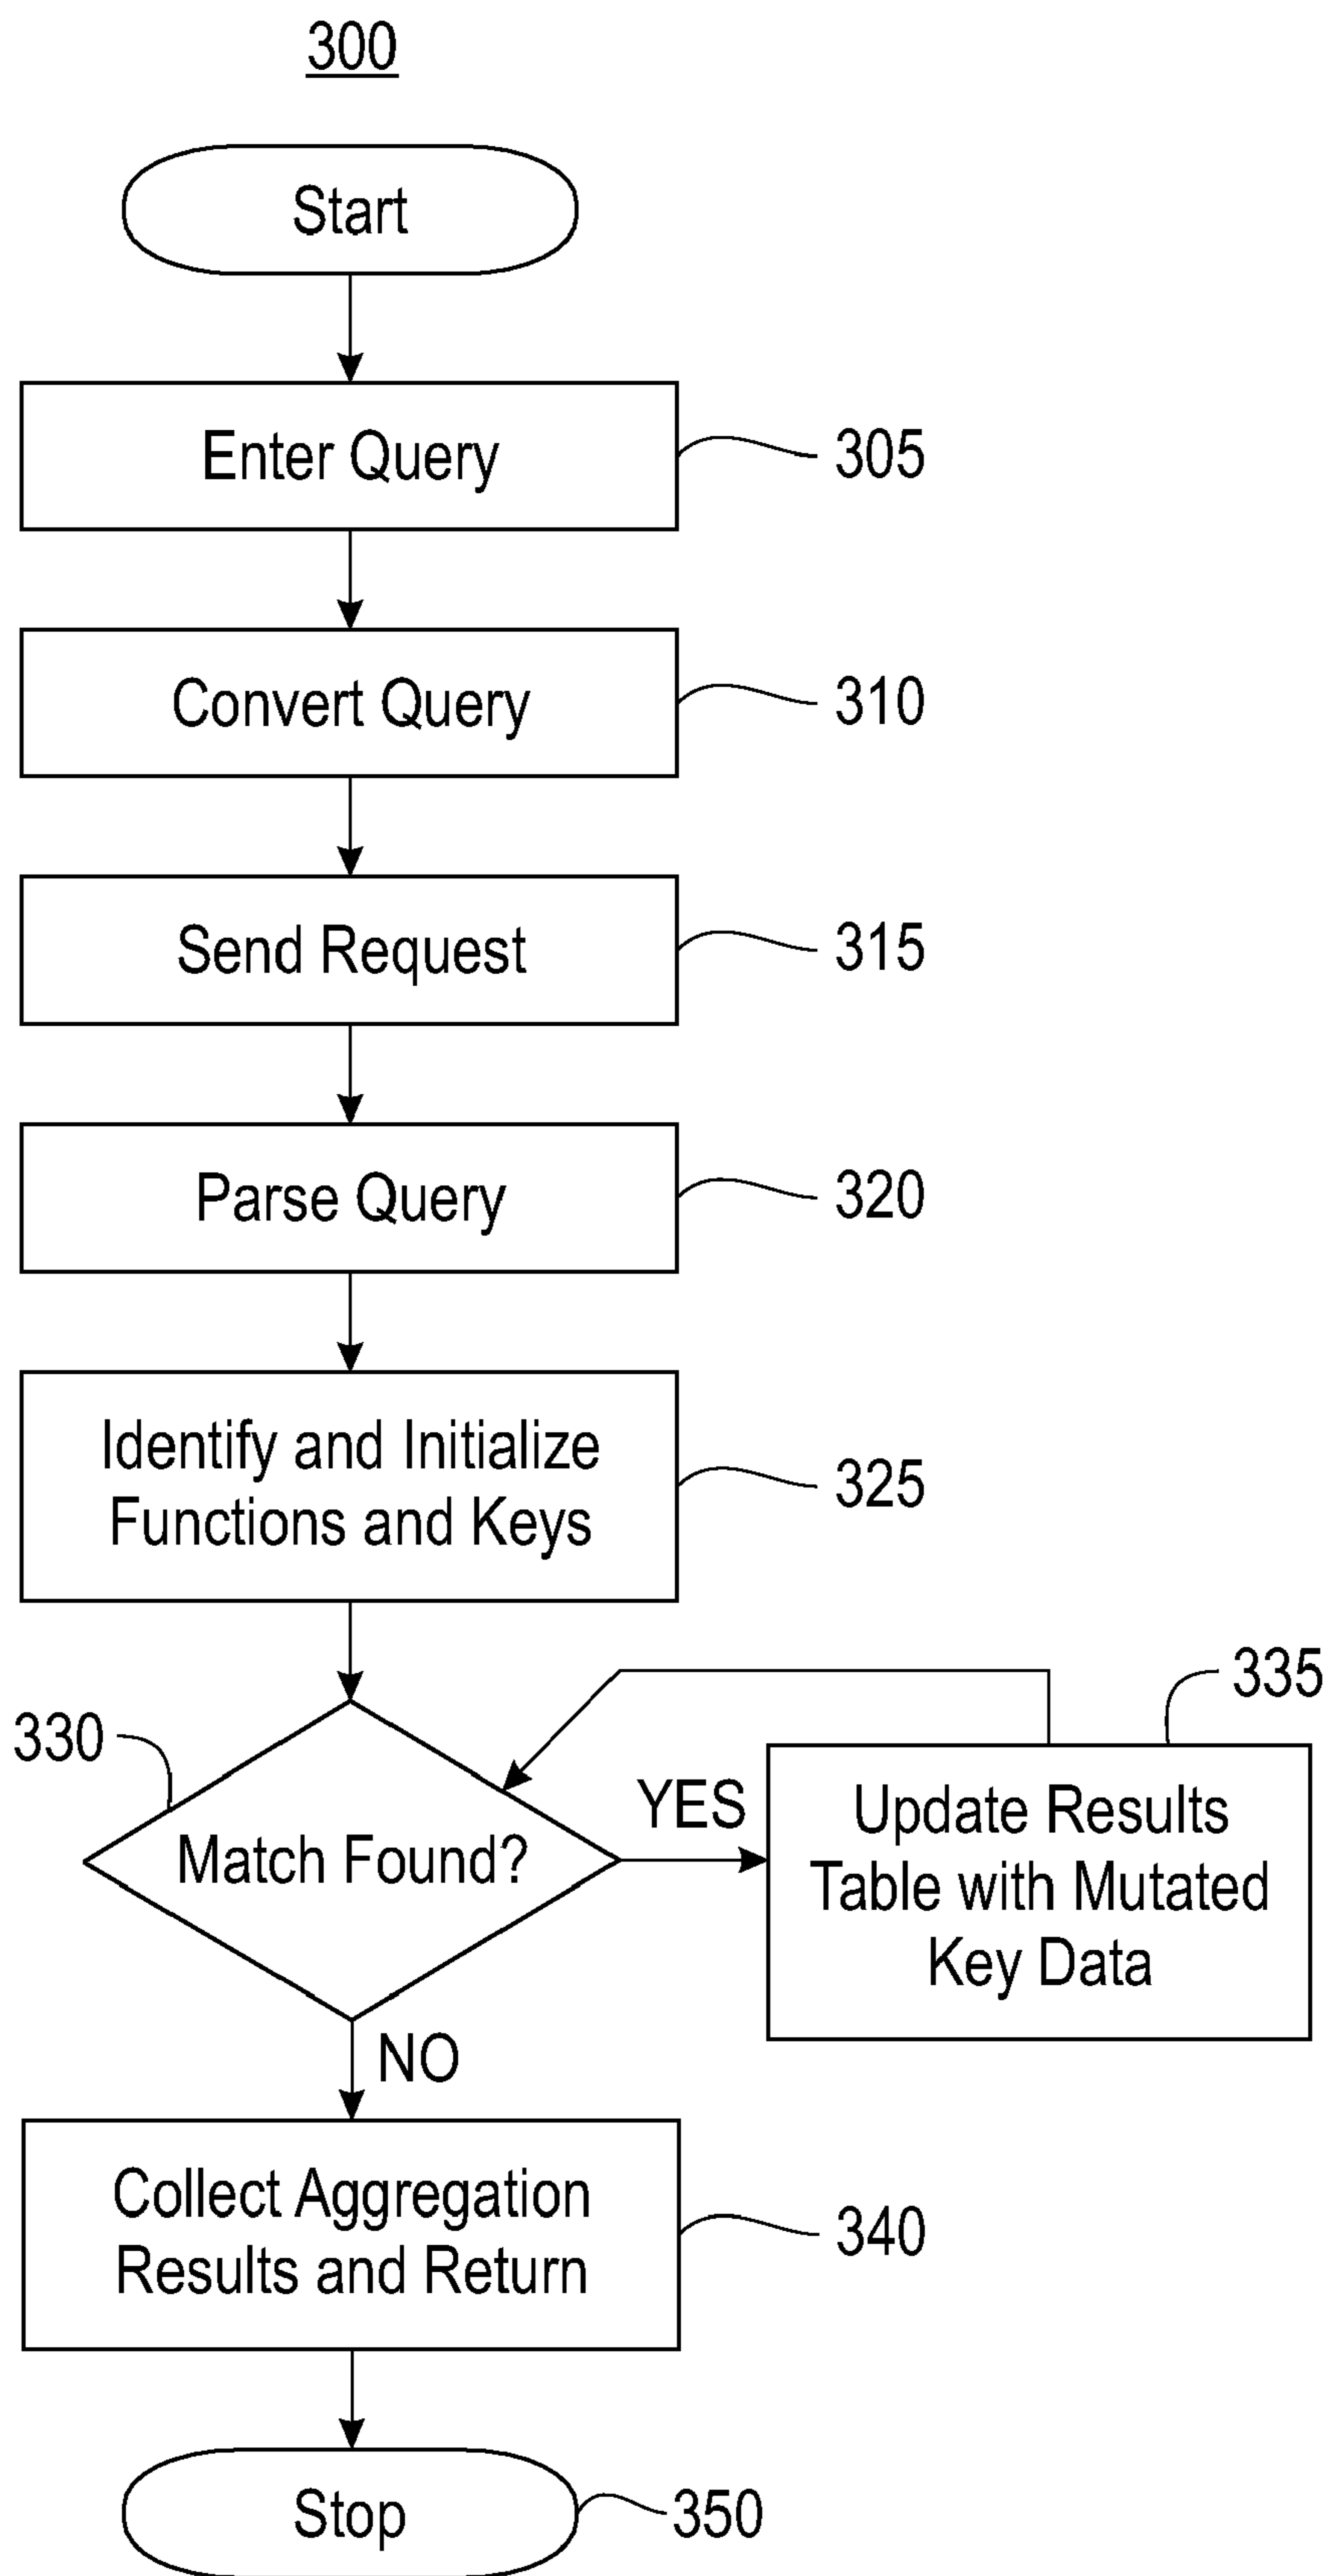 300
Start
Enter Query
305
Convert Query
310
Send Request
315
Parse Query
320
Identify and Initialize
Functions and Keys
325
330
Match Found?
YES
335
Update Results
Table with Mutated
Key Data
NO
Collect Aggregation
Results and Return
340
Stop
350